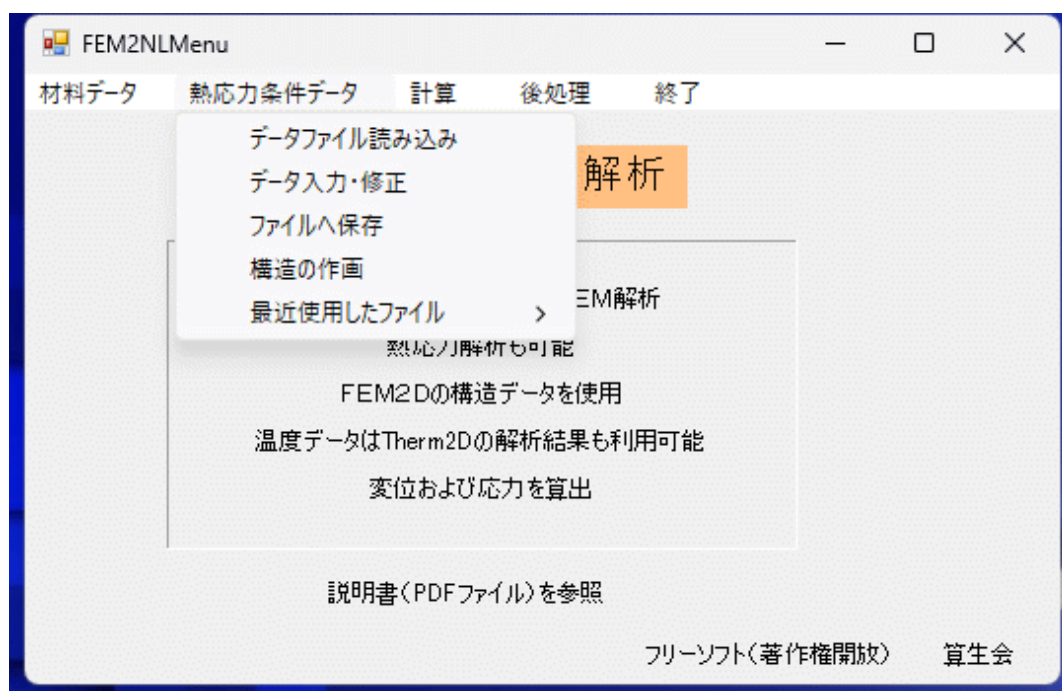 FEM2NLMenu
材料データ 熱応力条件データ 計算 後処理 終了
データファイル読み込み
データ入力・修正
ファイルへ保存
構造の作画
最近使用したファイル >
解析
EM解析
熱応力解析も可能
FEM2Dの構造データを使用
温度データはTherm2Dの解析結果も利用可能
変位および応力を算出
説明書(PDFファイル)を参照
フリーソフト(著作権開放) 算生会